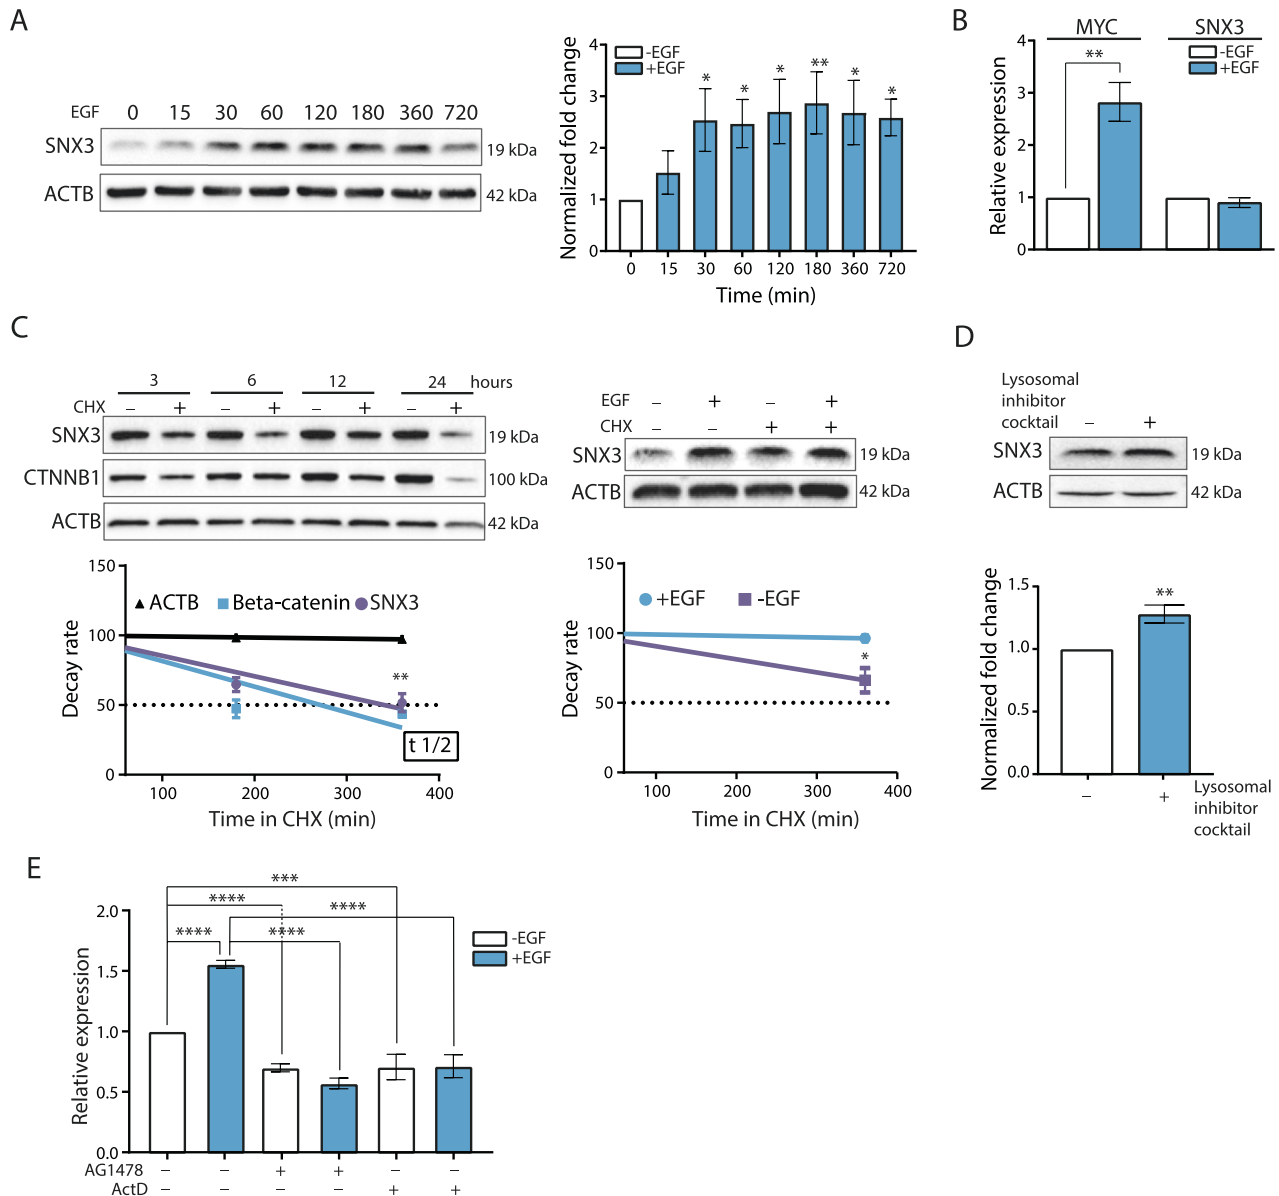 A
EGF 0 15 30 60 120 180 360 720
SNX3 19 kDa
ACTB 42 kDa
Normalized fold change
4
3
2
1
0
-EGF
+EGF
* * * ** * *
0 15 30 60 120 180 360 720
Time (min)
B
MYC SNX3
Relative expression
4
3
2
1
0
**
-EGF
+EGF
C
3 6 12 24 hours
CHX – + – + – + – +
SNX3 19 kDa
CTNNB1 100 kDa
ACTB 42 kDa
Decay rate
150
100
50
0
ACTB Beta-catenin SNX3
**
t 1/2
100 200 300 400
Time in CHX (min)
EGF – + – +
CHX – – + +
SNX3 19 kDa
ACTB 42 kDa
Decay rate
150
100
50
0
+EGF -EGF
*
100 200 300 400
Time in CHX (min)
D
Lysosomal
inhibitor
cocktail – +
SNX3 19 kDa
ACTB 42 kDa
Normalized fold change
1.5
1.0
0.5
0.0
**
– + Lysosomal
inhibitor
cocktail
E
Relative expression
2.0
1.5
1.0
0.5
0.0
***
**** ****
**** ****
-EGF
+EGF
AG1478 – – + + – –
ActD – – – – + +